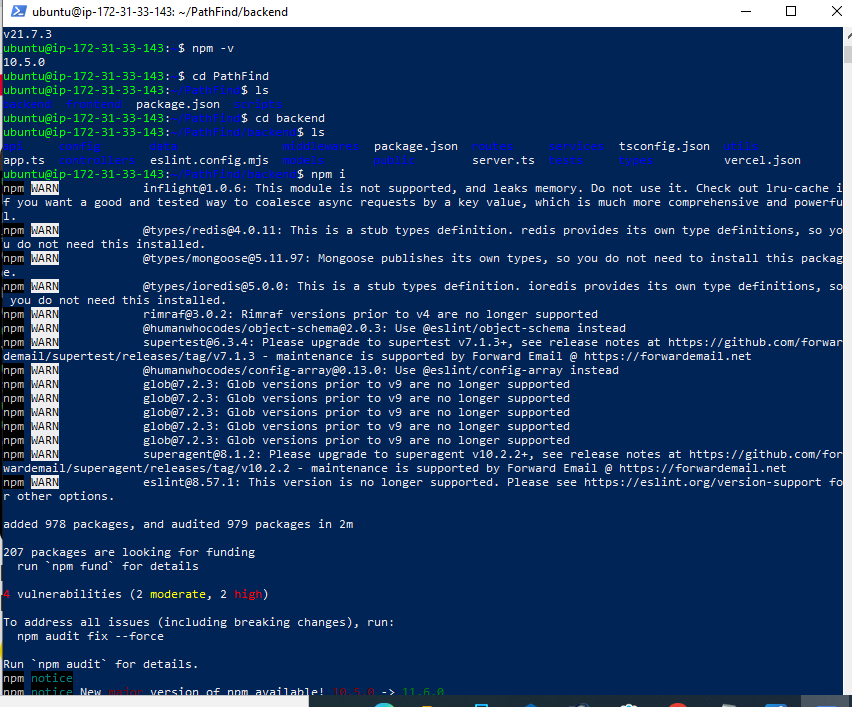 ubuntu@ip-172-31-33-143: ~/PathFind/backend
v21.7.3
ubuntu@ip-172-31-33-143:~$ npm -v
10.5.0
ubuntu@ip-172-31-33-143:~$ cd PathFind
ubuntu@ip-172-31-33-143:~/PathFind$ ls
backend frontend package.json scripts
ubuntu@ip-172-31-33-143:~/PathFind$ cd backend
ubuntu@ip-172-31-33-143:~/PathFind/backend$ ls
api config data middlewares package.json routes services tsconfig.json utils
app.ts controllers eslint.config.mjs models public server.ts tests types vercel.json
ubuntu@ip-172-31-33-143:~/PathFind/backend$ npm i
npm WARN inflight@1.0.6: This module is not supported, and leaks memory. Do not use it. Check out lru-cache i
f you want a good and tested way to coalesce async requests by a key value, which is much more comprehensive and powerfu
l.
npm WARN @types/redis@4.0.11: This is a stub types definition. redis provides its own type definitions, so yo
u do not need this installed.
npm WARN @types/mongoose@5.11.97: Mongoose publishes its own types, so you do not need to install this packag
e.
npm WARN @types/ioredis@5.0.0: This is a stub types definition. ioredis provides its own type definitions, so
 you do not need this installed.
npm WARN rimraf@3.0.2: Rimraf versions prior to v4 are no longer supported
npm WARN @humanwhocodes/object-schema@2.0.3: Use @eslint/object-schema instead
npm WARN supertest@6.3.4: Please upgrade to supertest v7.1.3+, see release notes at https://github.com/forwar
demail/supertest/releases/tag/v7.1.3 - maintenance is supported by Forward Email @ https://forwardemail.net
npm WARN @humanwhocodes/config-array@0.13.0: Use @eslint/config-array instead
npm WARN glob@7.2.3: Glob versions prior to v9 are no longer supported
npm WARN glob@7.2.3: Glob versions prior to v9 are no longer supported
npm WARN glob@7.2.3: Glob versions prior to v9 are no longer supported
npm WARN glob@7.2.3: Glob versions prior to v9 are no longer supported
npm WARN glob@7.2.3: Glob versions prior to v9 are no longer supported
npm WARN superagent@8.1.2: Please upgrade to superagent v10.2.2+, see release notes at https://github.com/for
wardemail/superagent/releases/tag/v10.2.2 - maintenance is supported by Forward Email @ https://forwardemail.net
npm WARN eslint@8.57.1: This version is no longer supported. Please see https://eslint.org/version-support fo
r other options.
added 978 packages, and audited 979 packages in 2m
207 packages are looking for funding
run `npm fund` for details
4 vulnerabilities (2 moderate, 2 high)
To address all issues (including breaking changes), run:
npm audit fix --force
Run `npm audit` for details.
npm notice
npm notice New major version of npm available! 10.5.0 -> 11.6.0